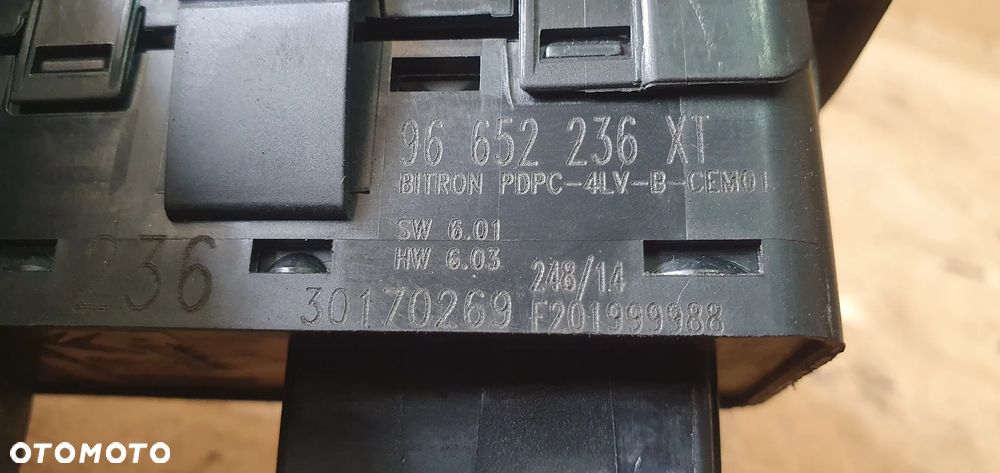 96 652 236 XT
BITRON PDPC-4LV-B-CEM01
SW 6.01
HW 6.03
236
248/14
30170269
F201999988
OTOMOTO